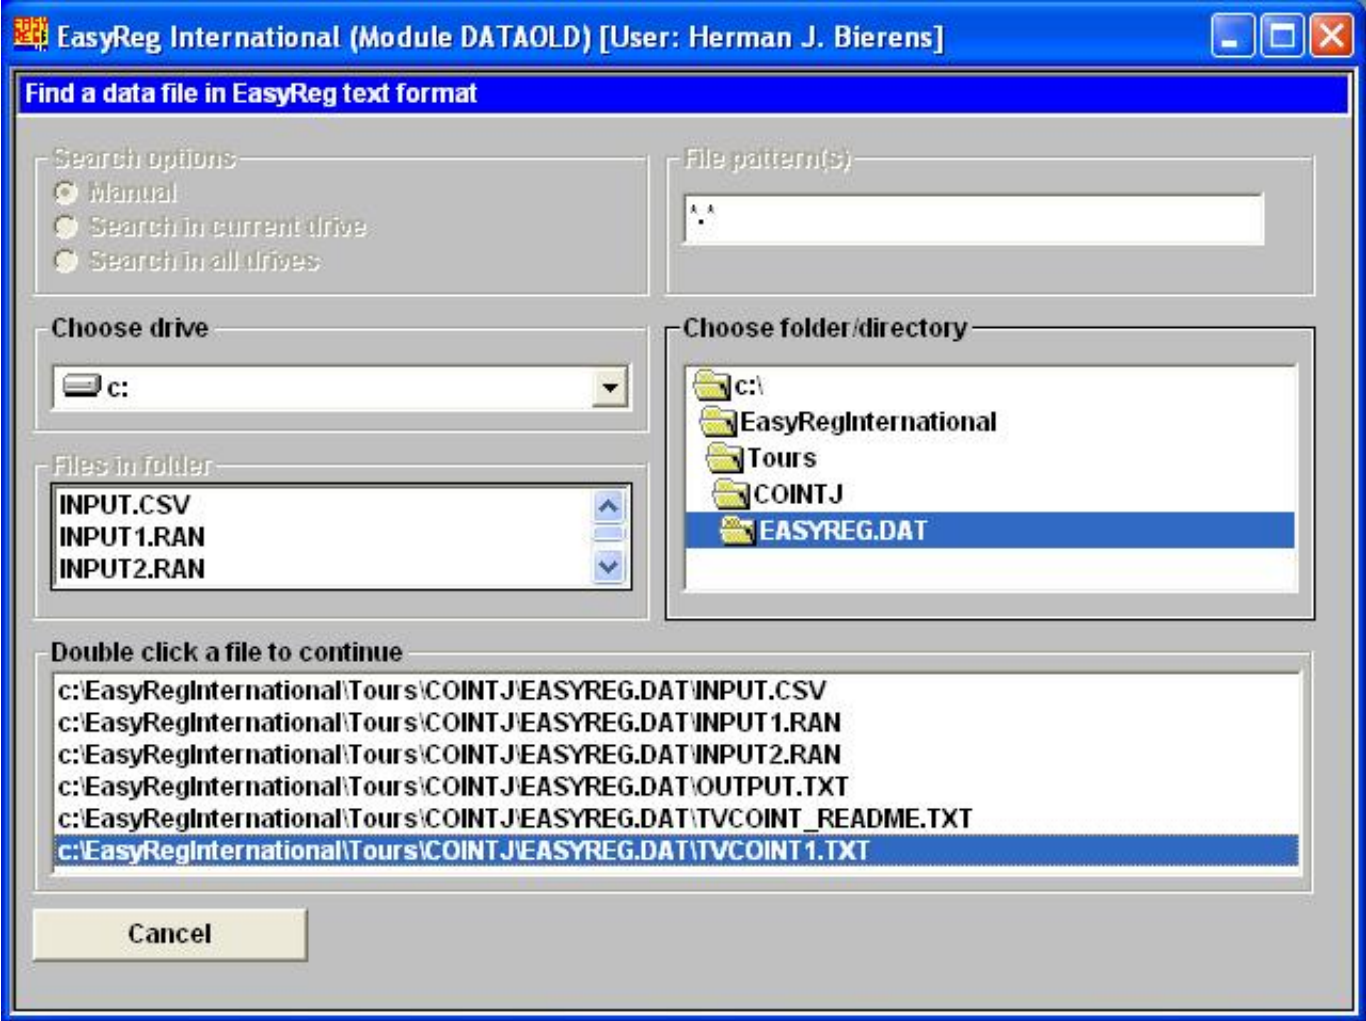 EasyReg International (Module DATAOLD) [User: Herman J. Bierens]
Find a data file in EasyReg text format
Search options
Manual
Search in current drive
Search in all drives
File pattern(s)
*.*
Choose drive
c:
Choose folder/directory
c:\
EasyRegInternational
Tours
COINTJ
EASYREG.DAT
Files in folder
INPUT.CSV
INPUT1.RAN
INPUT2.RAN
Double click a file to continue
c:\EasyRegInternational\Tours\COINTJ\EASYREG.DAT\INPUT.CSV
c:\EasyRegInternational\Tours\COINTJ\EASYREG.DAT\INPUT1.RAN
c:\EasyRegInternational\Tours\COINTJ\EASYREG.DAT\INPUT2.RAN
c:\EasyRegInternational\Tours\COINTJ\EASYREG.DAT\OUTPUT.TXT
c:\EasyRegInternational\Tours\COINTJ\EASYREG.DAT\TVCOINT_README.TXT
c:\EasyRegInternational\Tours\COINTJ\EASYREG.DAT\TVCOINT1.TXT
Cancel